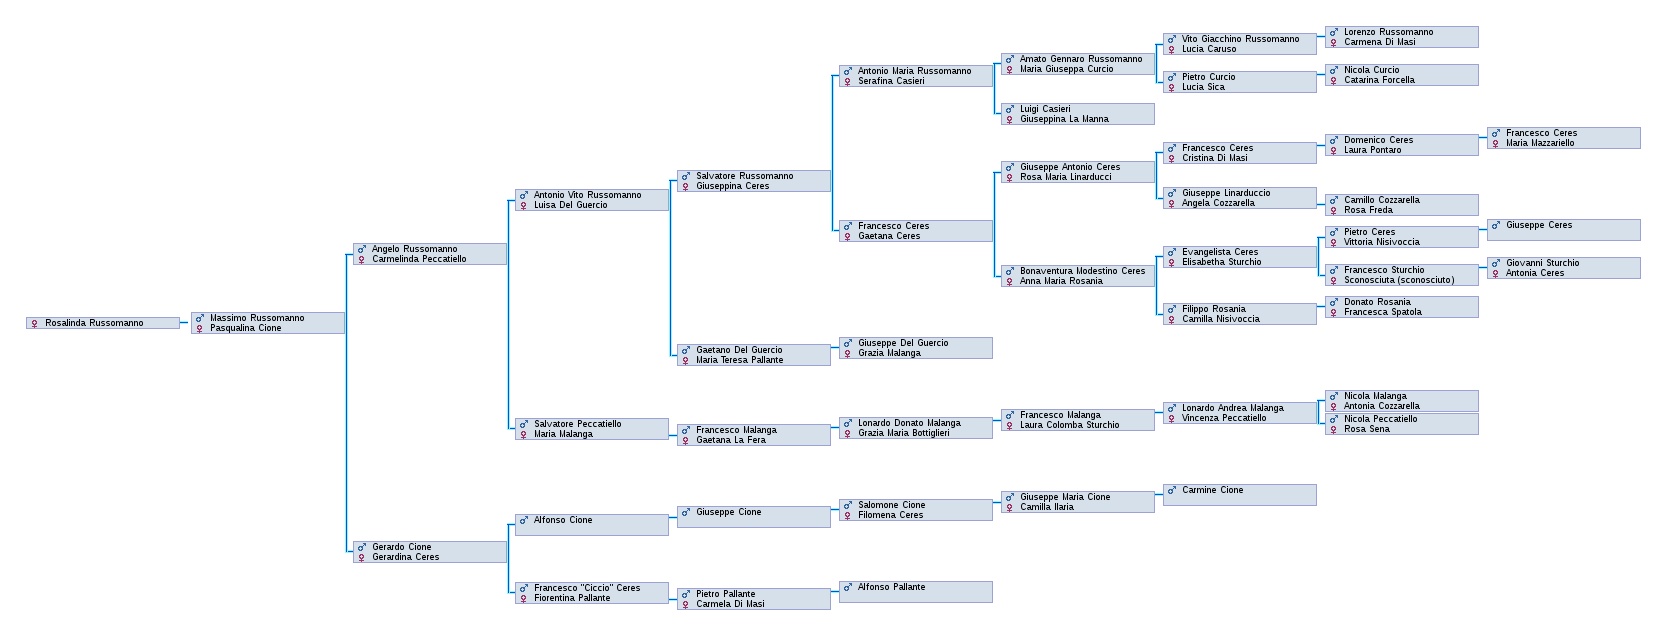 Rosalinda Russomanno
Massimo Russomanno
Pasqualina Cione
Angelo Russomanno
Carmelinda Peccatiello
Gerardo Cione
Gerardina Ceres
Antonio Vito Russomanno
Luisa Del Guercio
Salvatore Peccatiello
Maria Malanga
Alfonso Cione
Francesco "Ciccio" Ceres
Fiorentina Pallante
Salvatore Russomanno
Giuseppina Ceres
Gaetano Del Guercio
Maria Teresa Pallante
Francesco Malanga
Gaetana La Fera
Giuseppe Cione
Pietro Pallante
Carmela Di Masi
Antonio Maria Russomanno
Serafina Casieri
Francesco Ceres
Gaetana Ceres
Giuseppe Del Guercio
Grazia Malanga
Lonardo Donato Malanga
Grazia Maria Bottiglieri
Salomone Cione
Filomena Ceres
Alfonso Pallante
Amato Gennaro Russomanno
Maria Giuseppa Curcio
Luigi Casieri
Giuseppina La Manna
Giuseppe Antonio Ceres
Rosa Maria Linarducci
Bonaventura Modestino Ceres
Anna Maria Rosania
Francesco Malanga
Laura Colomba Sturchio
Giuseppe Maria Cione
Camilla Ilaria
Vito Giacchino Russomanno
Lucia Caruso
Pietro Curcio
Lucia Sica
Francesco Ceres
Cristina Di Masi
Giuseppe Linarduccio
Angela Cozzarella
Evangelista Ceres
Elisabetha Sturchio
Filippo Rosania
Camilla Nisivoccia
Lonardo Andrea Malanga
Vincenza Peccatiello
Carmine Cione
Lorenzo Russomanno
Carmena Di Masi
Nicola Curcio
Catarina Forcella
Domenico Ceres
Laura Pontaro
Camillo Cozzarella
Rosa Freda
Pietro Ceres
Vittoria Nisivoccia
Francesco Sturchio
Sconosciuta (sconosciuto)
Donato Rosania
Francesca Spatola
Nicola Malanga
Antonia Cozzarella
Nicola Peccatiello
Rosa Sena
Francesco Ceres
Maria Mazzariello
Giuseppe Ceres
Giovanni Sturchio
Antonia Ceres